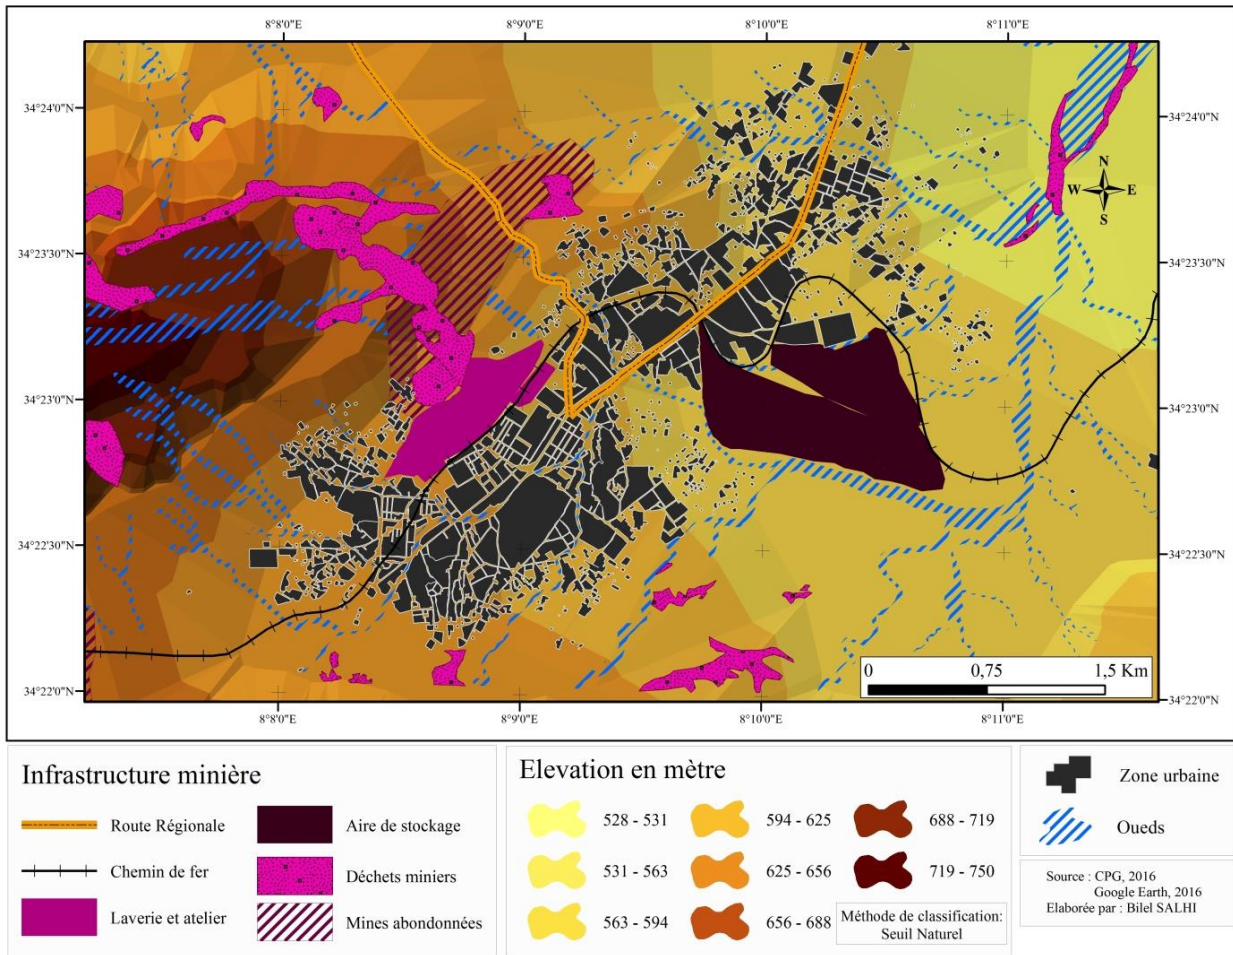 8°8'0"E
8°9'0"E
8°10'0"E
8°11'0"E
34°24'0"N
34°24'0"N
N
W
E
S
34°23'30"N
34°23'30"N
34°23'0"N
34°23'0"N
34°22'30"N
34°22'30"N
0
0,75
1,5 Km
34°22'0"N
34°22'0"N
8°8'0"E
8°9'0"E
8°10'0"E
8°11'0"E
Infrastructure minière
Route Régionale
Aire de stockage
Chemin de fer
Déchets miniers
Laverie et atelier
Mines abondonnées
Elevation en mètre
528 - 531
594 - 625
688 - 719
531 - 563
625 - 656
719 - 750
563 - 594
656 - 688
Méthode de classification:
Seuil Naturel
Zone urbaine
Oueds
Source : CPG, 2016
Google Earth, 2016
Elaborée par : Bilel SALHI